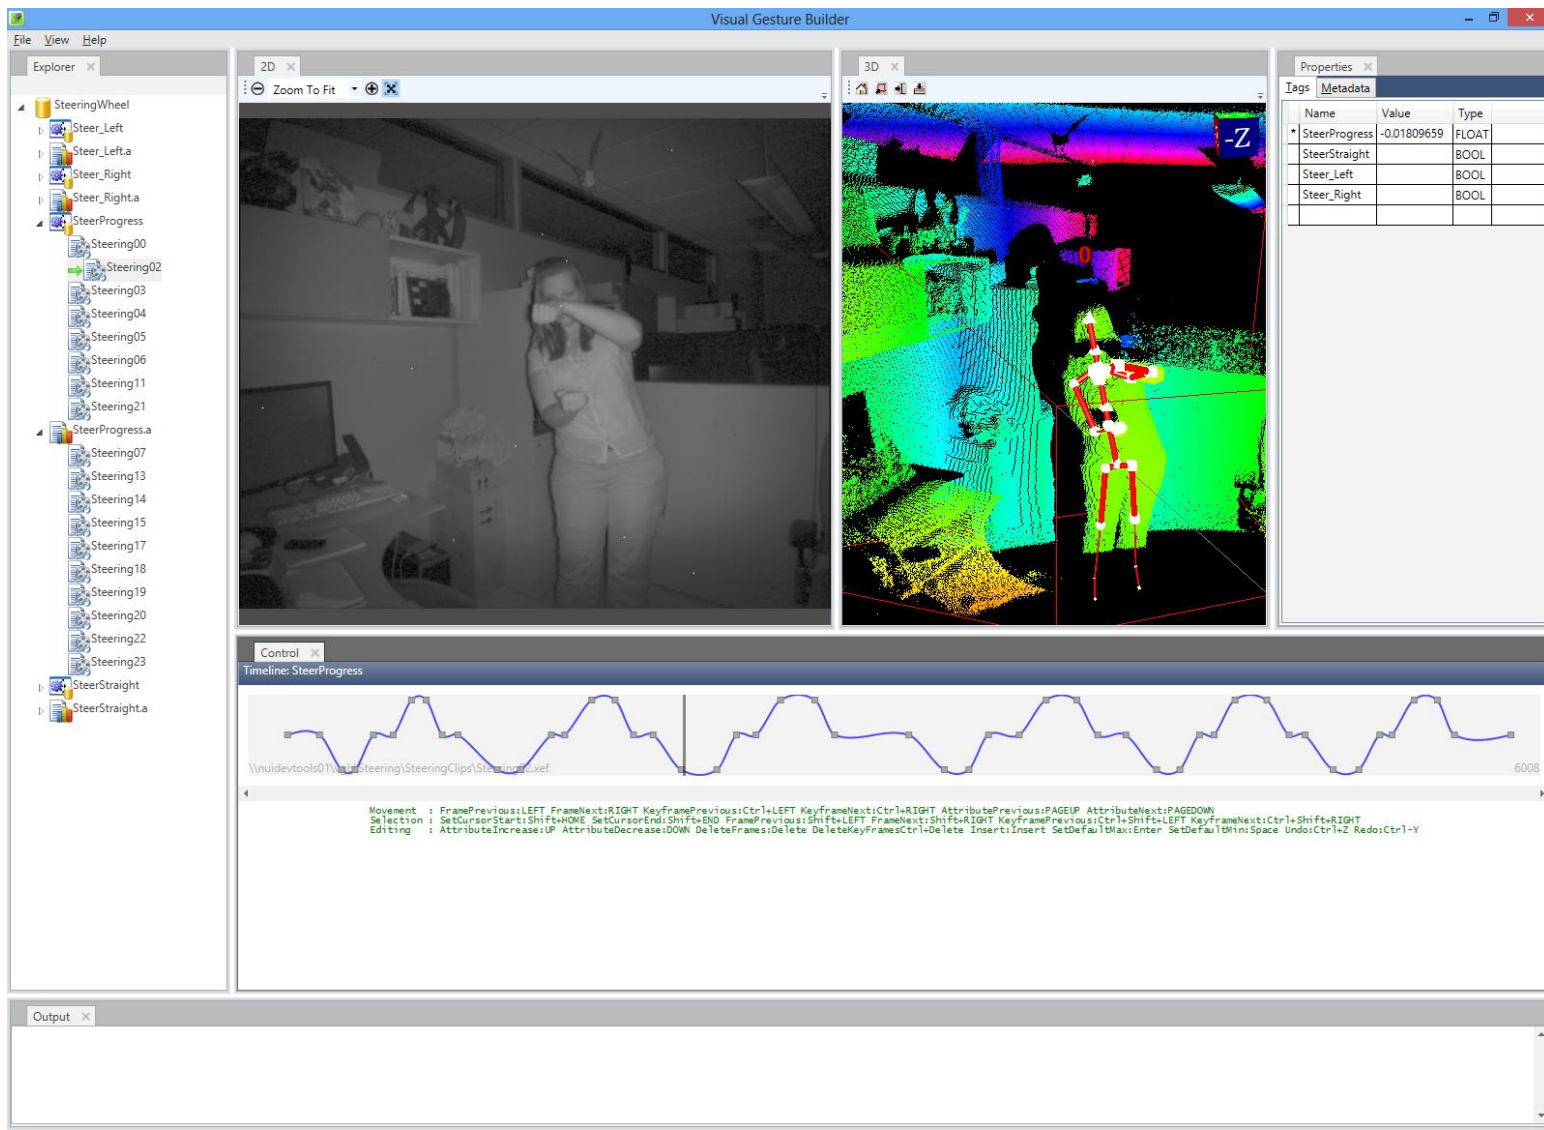 Visual Gesture Builder
File View Help
Explorer
SteeringWheel
Steer_Left
Steer_Left.a
Steer_Right
Steer_Right.a
SteerProgress
Steering00
Steering02
Steering03
Steering04
Steering05
Steering06
Steering11
Steering21
SteerProgress.a
Steering07
Steering13
Steering14
Steering15
Steering17
Steering18
Steering19
Steering20
Steering22
Steering23
SteerStraight
SteerStraight.a
2D
Zoom To Fit
3D
-Z
0
Properties
Tags Metadata
Name Value Type
* SteerProgress -0.01809659 FLOAT
SteerStraight BOOL
Steer_Left BOOL
Steer_Right BOOL
Control
Timeline: SteerProgress
6008
Movement : FramePrevious:LEFT FrameNext:RIGHT KeyframePrevious:Ctrl+LEFT KeyframeNext:Ctrl+RIGHT AttributePrevious:PAGEUP AttributeNext:PAGEDOWN
Selection : SetCursorStart:Shift+HOME SetCursorEnd:Shift+END FramePrevious:Shift+LEFT FrameNext:Shift+RIGHT KeyframePrevious:Ctrl+Shift+LEFT KeyframeNext:Ctrl+Shift+RIGHT
Editing : AttributeIncrease:UP AttributeDecrease:DOWN DeleteFrames:Delete DeleteKeyFramesCtrl+Delete Insert:Insert SetDefaultMax:Enter SetDefaultMin:Space Undo:Ctrl+Z Redo:Ctrl-Y
Output